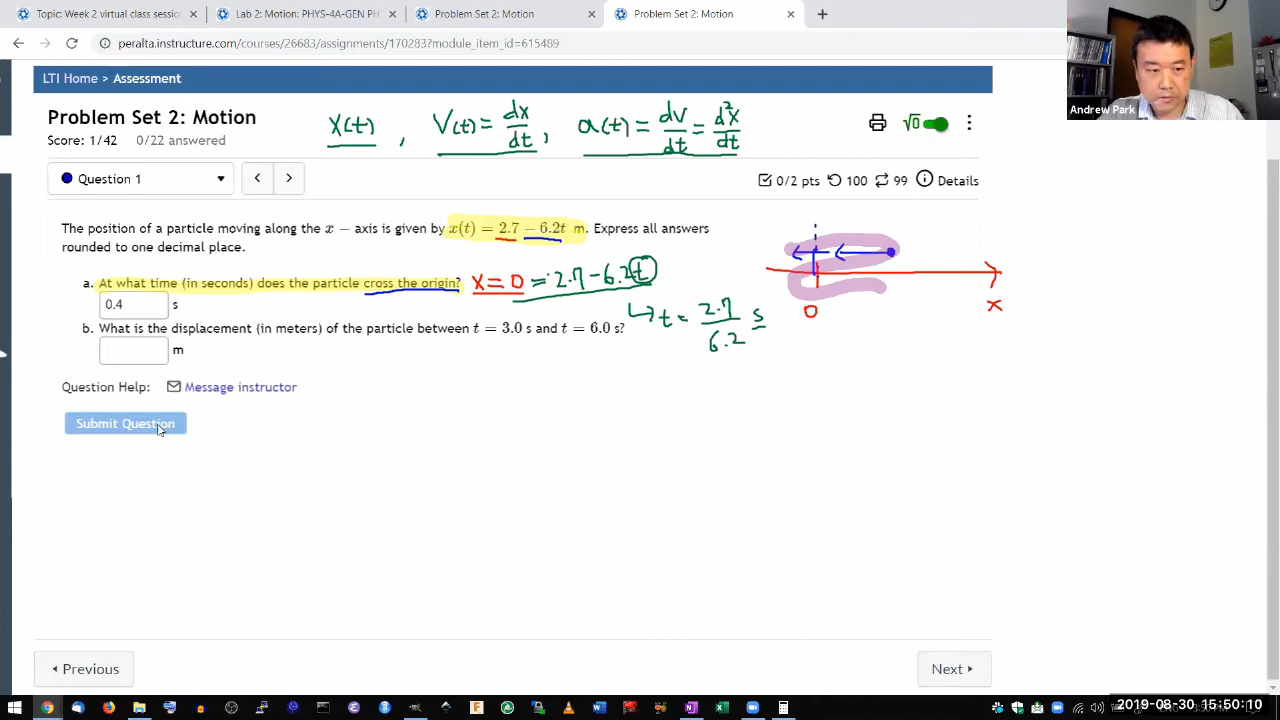 Topic: Week 2 virtual class sessio
Lab 2: Motion: PHYS-4A-GEN PH
Problem Set 2: Motion
Problem Set 2: Motion
peralta.instructure.com/courses/26683/assignments/170283?module_item_id=615489
Andrew Park
LTI Home > Assessment
Problem Set 2: Motion
Score: 1/42 0/22 answered
x(t) , v(t) = dx/dt , a(t) = dv/dt = d²x/dt
√0
Question 1
0/2 pts 100 99 Details
The position of a particle moving along the x − axis is given by x(t) = 2.7 − 6.2t m. Express all answers
rounded to one decimal place.
a. At what time (in seconds) does the particle cross the origin?
x = 0 = 2.7 − 6.2t
0.4 s
t = 2.7/6.2 s
0
x
b. What is the displacement (in meters) of the particle between t = 3.0 s and t = 6.0 s?
m
Question Help: Message instructor
Submit Question
Previous
Next
2019-08-30 15:50:10